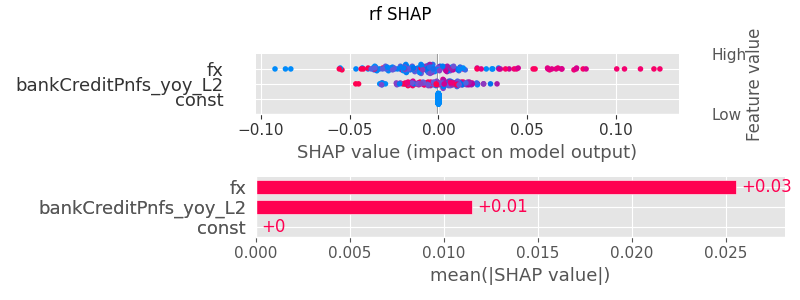 rf SHAP
High
fx
bankCreditPnfs_yoy_L2
const
Low
Feature value
−0.10 −0.05 0.00 0.05 0.10
SHAP value (impact on model output)
fx +0.03
bankCreditPnfs_yoy_L2 +0.01
const +0
0.000 0.005 0.010 0.015 0.020 0.025
mean(|SHAP value|)